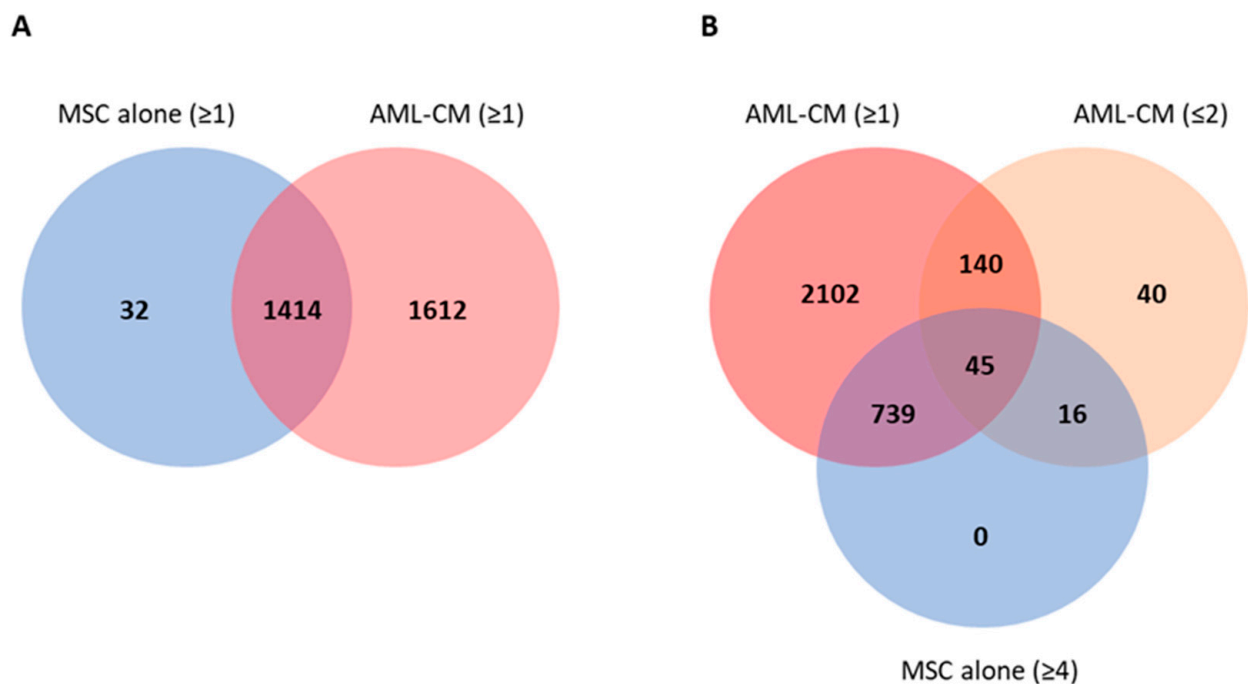 A
MSC alone (≥1)
AML-CM (≥1)
32
1414
1612
B
AML-CM (≥1)
AML-CM (≤2)
2102
140
40
45
739
16
0
MSC alone (≥4)